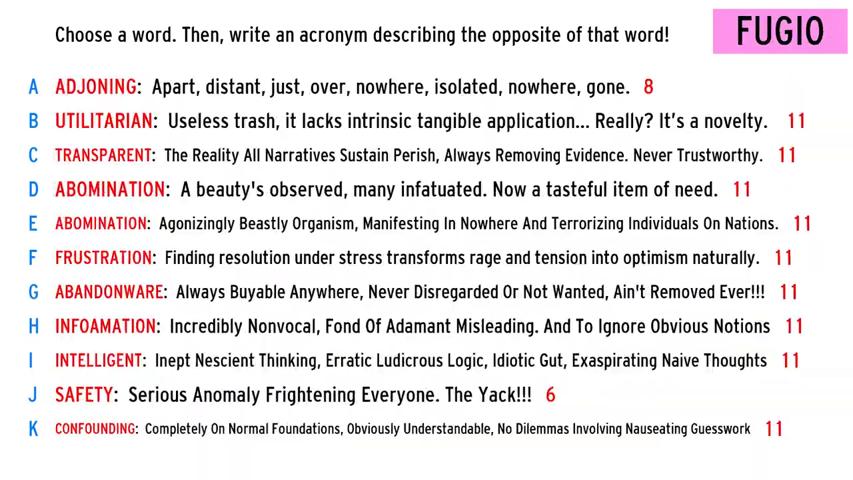 Choose a word. Then, write an acronym describing the opposite of that word!
FUGIO
A ADJONING: Apart, distant, just, over, nowhere, isolated, nowhere, gone. 8
B UTILITARIAN: Useless trash, it lacks intrinsic tangible application... Really? It's a novelty. 11
C TRANSPARENT: The Reality All Narratives Sustain Perish, Always Removing Evidence. Never Trustworthy. 11
D ABOMINATION: A beauty's observed, many infatuated. Now a tasteful item of need. 11
E ABOMINATION: Agonizingly Beastly Organism, Manifesting In Nowhere And Terrorizing Individuals On Nations. 11
F FRUSTRATION: Finding resolution under stress transforms rage and tension into optimism naturally. 11
G ABANDONWARE: Always Buyable Anywhere, Never Disregarded Or Not Wanted, Ain't Removed Ever!!! 11
H INFOAMATION: Incredibly Nonvocal, Fond Of Adamant Misleading. And To Ignore Obvious Notions 11
I INTELLIGENT: Inept Nescient Thinking, Erratic Ludicrous Logic, Idiotic Gut, Exaspirating Naive Thoughts 11
J SAFETY: Serious Anomaly Frightening Everyone. The Yack!!! 6
K CONFOUNDING: Completely On Normal Foundations, Obviously Understandable, No Dilemmas Involving Nauseating Guesswork 11